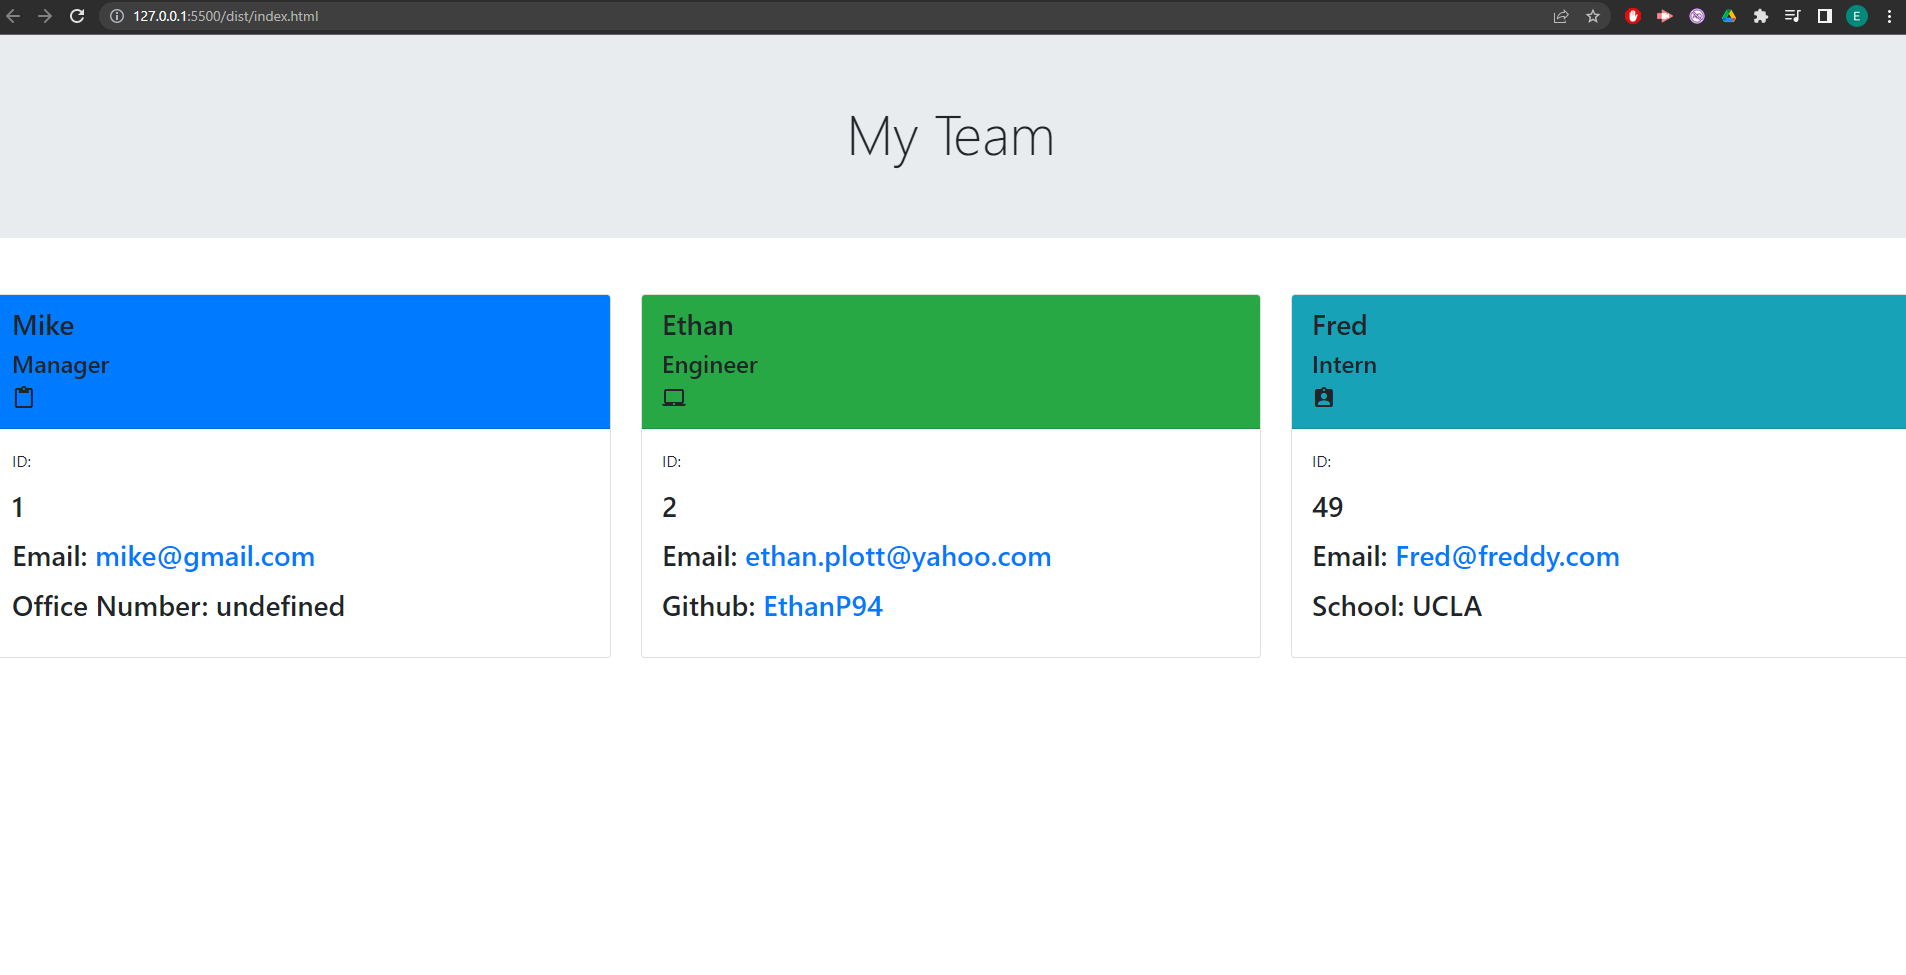 127.0.0.1:5500/dist/index.html
E
My Team
Mike
Manager
ID:
1
Email: mike@gmail.com
Office Number: undefined
Ethan
Engineer
ID:
2
Email: ethan.plott@yahoo.com
Github: EthanP94
Fred
Intern
ID:
49
Email: Fred@freddy.com
School: UCLA